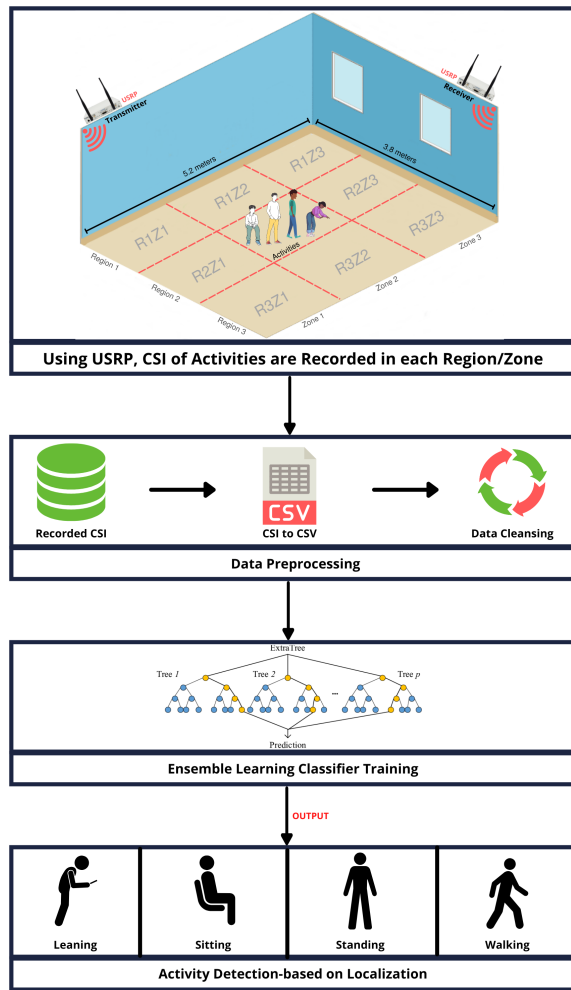 USRP
Transmitter
USRP
Receiver
5.2 meters
3.8 meters
R1Z1
R1Z2
R1Z3
R2Z1
R2Z3
R3Z1
R3Z2
R3Z3
Activities
Region 1
Region 2
Region 3
Zone 1
Zone 2
Zone 3
Using USRP, CSI of Activities are Recorded in each Region/Zone
Recorded CSI
CSV
CSI to CSV
Data Cleansing
Data Preprocessing
ExtraTree
Tree 1
Tree 2
Tree p
...
Prediction
Ensemble Learning Classifier Training
OUTPUT
Leaning
Sitting
Standing
Walking
Activity Detection-based on Localization